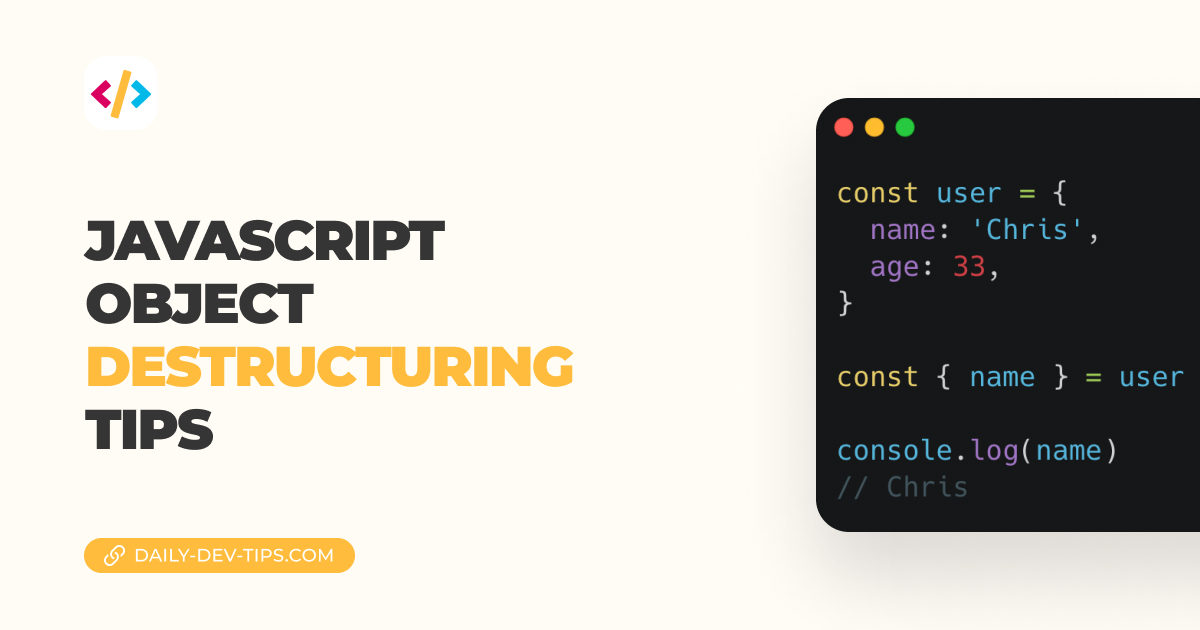 JAVASCRIPT
OBJECT
DESTRUCTURING
TIPS
DAILY-DEV-TIPS.COM
const user = {
  name: 'Chris',
  age: 33,
}
const { name } = user
console.log(name)
// Chris